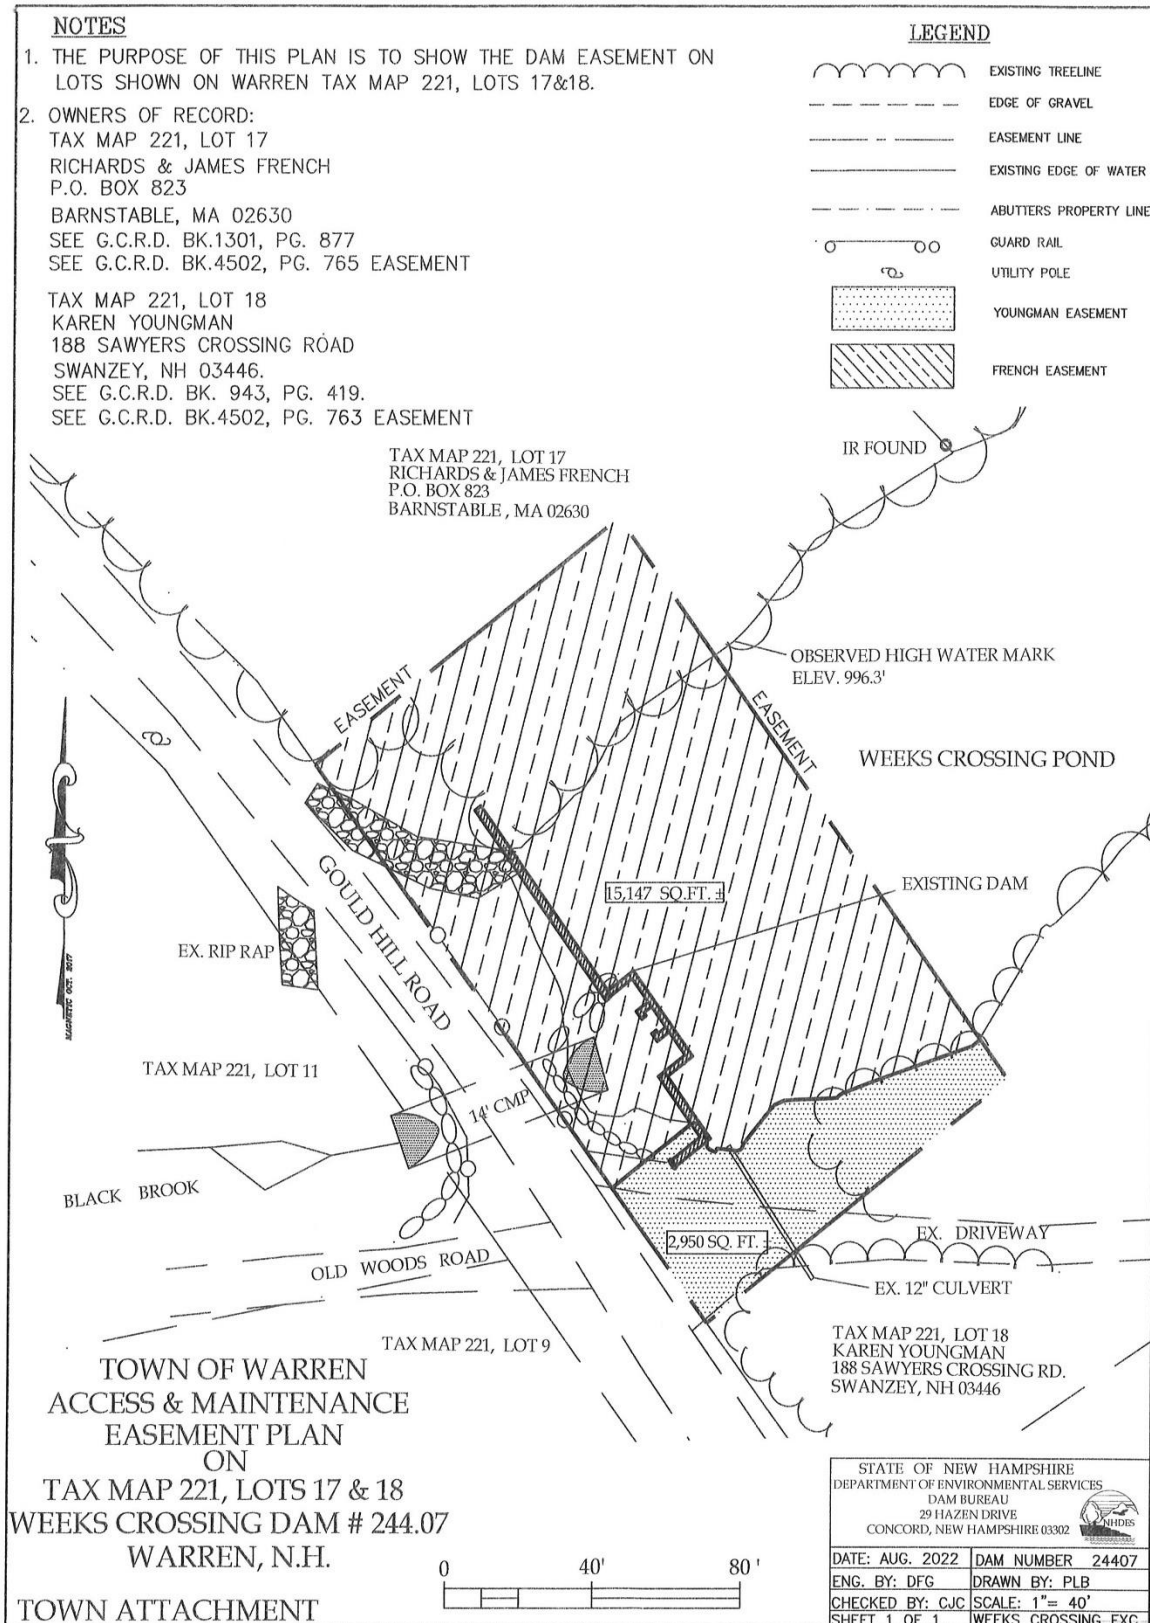 NOTES
1. THE PURPOSE OF THIS PLAN IS TO SHOW THE DAM EASEMENT ON
LOTS SHOWN ON WARREN TAX MAP 221, LOTS 17&18.
2. OWNERS OF RECORD:
TAX MAP 221, LOT 17
RICHARDS & JAMES FRENCH
P.O. BOX 823
BARNSTABLE, MA 02630
SEE G.C.R.D. BK.1301, PG. 877
SEE G.C.R.D. BK.4502, PG. 765 EASEMENT
TAX MAP 221, LOT 18
KAREN YOUNGMAN
188 SAWYERS CROSSING ROAD
SWANZEY, NH 03446.
SEE G.C.R.D. BK. 943, PG. 419.
SEE G.C.R.D. BK.4502, PG. 763 EASEMENT
LEGEND
EXISTING TREELINE
EDGE OF GRAVEL
EASEMENT LINE
EXISTING EDGE OF WATER
ABUTTERS PROPERTY LINE
GUARD RAIL
UTILITY POLE
YOUNGMAN EASEMENT
FRENCH EASEMENT
TAX MAP 221, LOT 17
RICHARDS & JAMES FRENCH
P.O. BOX 823
BARNSTABLE , MA 02630
IR FOUND
OBSERVED HIGH WATER MARK
ELEV. 996.3'
EASEMENT
EASEMENT
WEEKS CROSSING POND
15,147 SQ.FT. ±
EXISTING DAM
GOULD HILL ROAD
EX. RIP RAP
MAGNETIC OCT. 2017
TAX MAP 221, LOT 11
14' CMP
BLACK BROOK
OLD WOODS ROAD
2,950 SQ. FT. ±
EX. DRIVEWAY
EX. 12" CULVERT
TAX MAP 221, LOT 9
TAX MAP 221, LOT 18
KAREN YOUNGMAN
188 SAWYERS CROSSING RD.
SWANZEY, NH 03446
TOWN OF WARREN
ACCESS & MAINTENANCE
EASEMENT PLAN
ON
TAX MAP 221, LOTS 17 & 18
WEEKS CROSSING DAM # 244.07
WARREN, N.H.
TOWN ATTACHMENT
0 40' 80 '
STATE OF NEW HAMPSHIRE
DEPARTMENT OF ENVIRONMENTAL SERVICES
DAM BUREAU
29 HAZEN DRIVE
CONCORD, NEW HAMPSHIRE 03302
NHDES
DATE: AUG. 2022 DAM NUMBER 24407
ENG. BY: DFG DRAWN BY: PLB
CHECKED BY: CJC SCALE: 1"= 40'
SHEET 1 OF 1 WEEKS CROSSING EXC